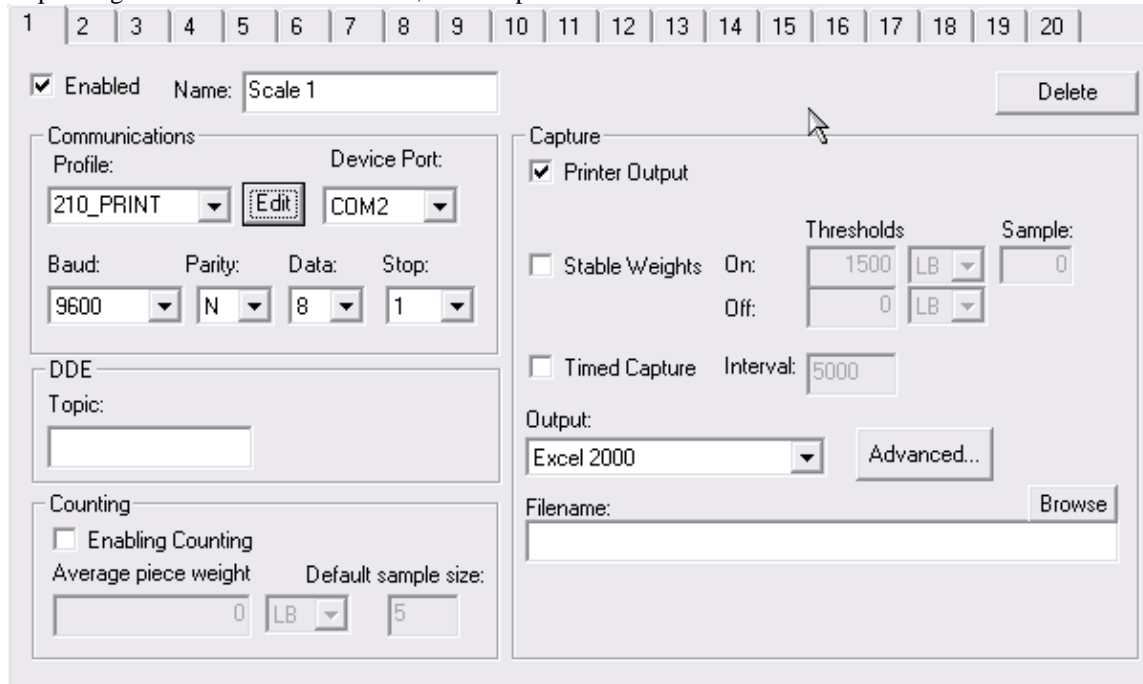 1 2 3 4 5 6 7 8 9 10 11 12 13 14 15 16 17 18 19 20
Enabled Name: Scale 1 Delete
Communications
Profile: Device Port:
210_PRINT Edit COM2
Baud: Parity: Data: Stop:
9600 N 8 1
DDE
Topic:
Counting
Enabling Counting
Average piece weight Default sample size:
0 LB 5
Capture
Printer Output
Thresholds Sample:
Stable Weights On: 1500 LB 0
Off: 0 LB
Timed Capture Interval: 5000
Output:
Excel 2000 Advanced...
Filename: Browse